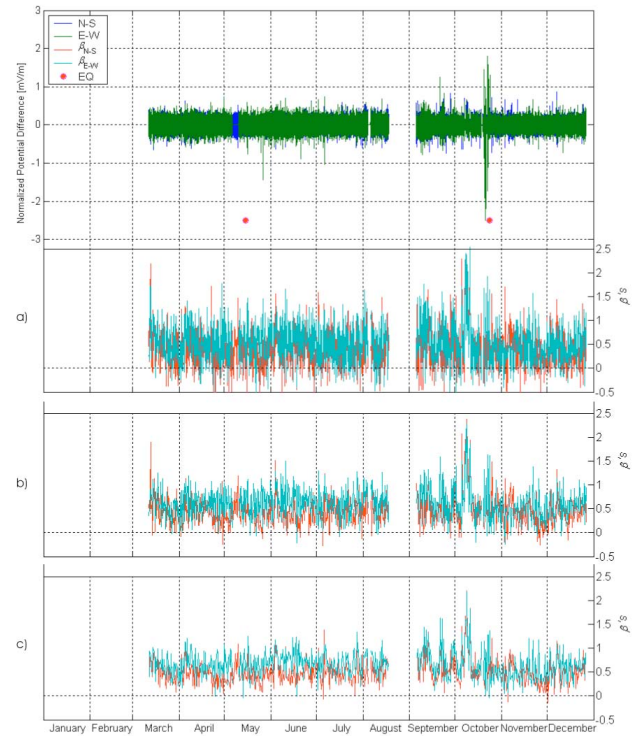 3
N-S
E-W
β N-S
β E-W
EQ
2
1
0
-1
-2
-3
Normalized Potential Difference [mV/m]
a)
2.5
2
1.5
1
0.5
0
-0.5
β,s
b)
2.5
2
1.5
1
0.5
0
-0.5
β,s
c)
2.5
2
1.5
1
0.5
0
-0.5
β,s
January February March April May June July August September October November December